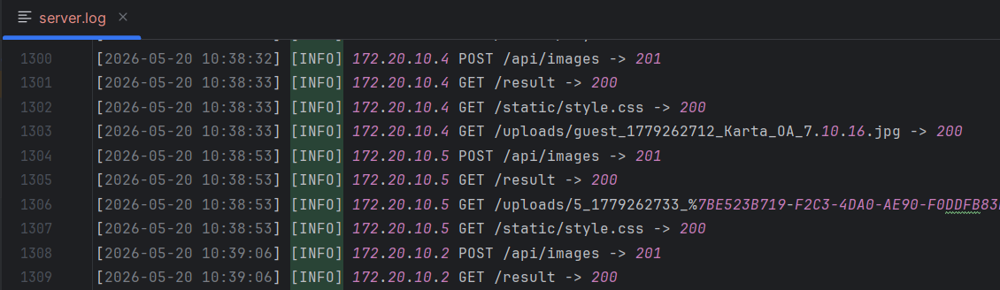 server.log
1300 [2026-05-20 10:38:32] [INFO] 172.20.10.4 POST /api/images -> 201
1301 [2026-05-20 10:38:33] [INFO] 172.20.10.4 GET /result -> 200
1302 [2026-05-20 10:38:33] [INFO] 172.20.10.4 GET /static/style.css -> 200
1303 [2026-05-20 10:38:33] [INFO] 172.20.10.4 GET /uploads/guest_1779262712_Karta_OA_7.10.16.jpg -> 200
1304 [2026-05-20 10:38:53] [INFO] 172.20.10.5 POST /api/images -> 201
1305 [2026-05-20 10:38:53] [INFO] 172.20.10.5 GET /result -> 200
1306 [2026-05-20 10:38:53] [INFO] 172.20.10.5 GET /uploads/5_1779262733_%7BE523B719-F2C3-4DA0-AE90-F0DDFB83
1307 [2026-05-20 10:38:53] [INFO] 172.20.10.5 GET /static/style.css -> 200
1308 [2026-05-20 10:39:06] [INFO] 172.20.10.2 POST /api/images -> 201
1309 [2026-05-20 10:39:06] [INFO] 172.20.10.2 GET /result -> 200